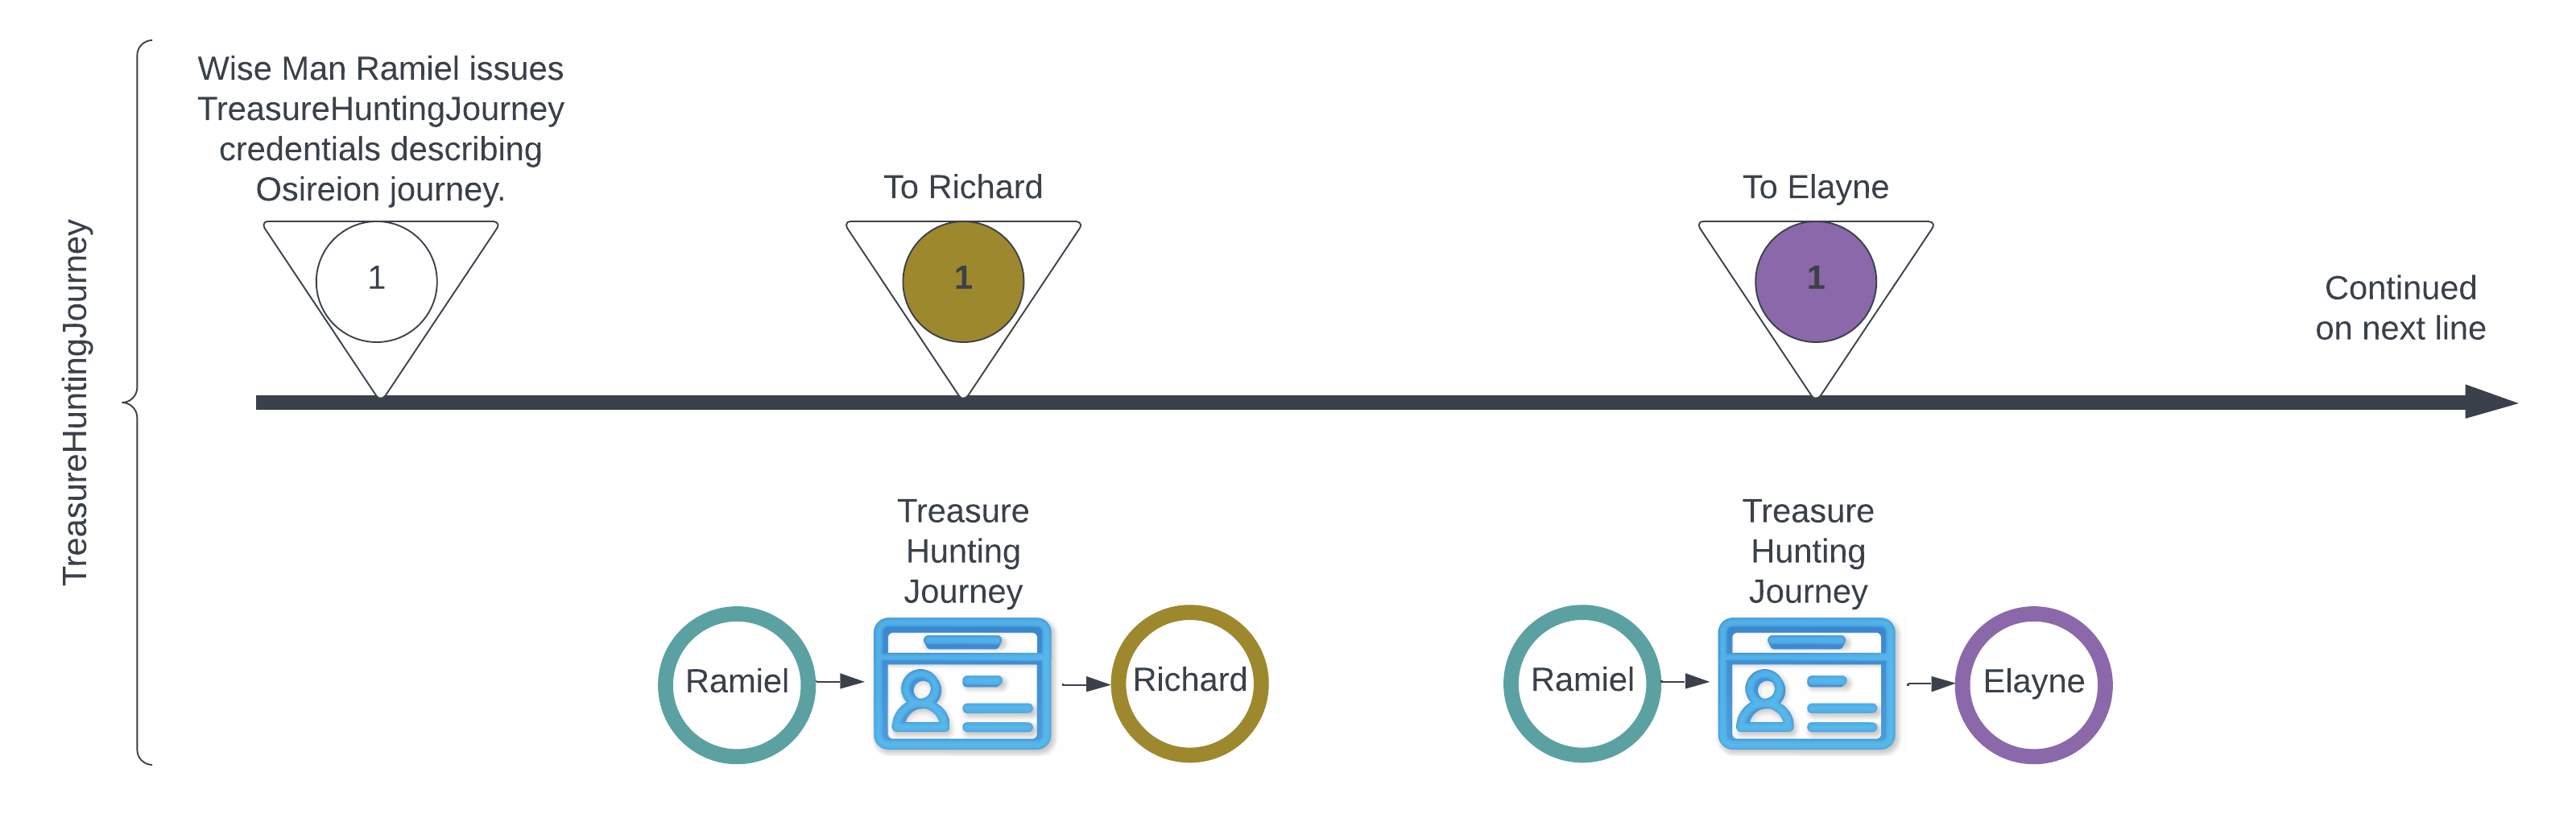 TreasureHuntingJourney
Wise Man Ramiel issues
TreasureHuntingJourney
credentials describing
Osireion journey.
1
To Richard
1
To Elayne
1
Continued
on next line
Treasure
Hunting
Journey
Ramiel
Richard
Treasure
Hunting
Journey
Ramiel
Elayne